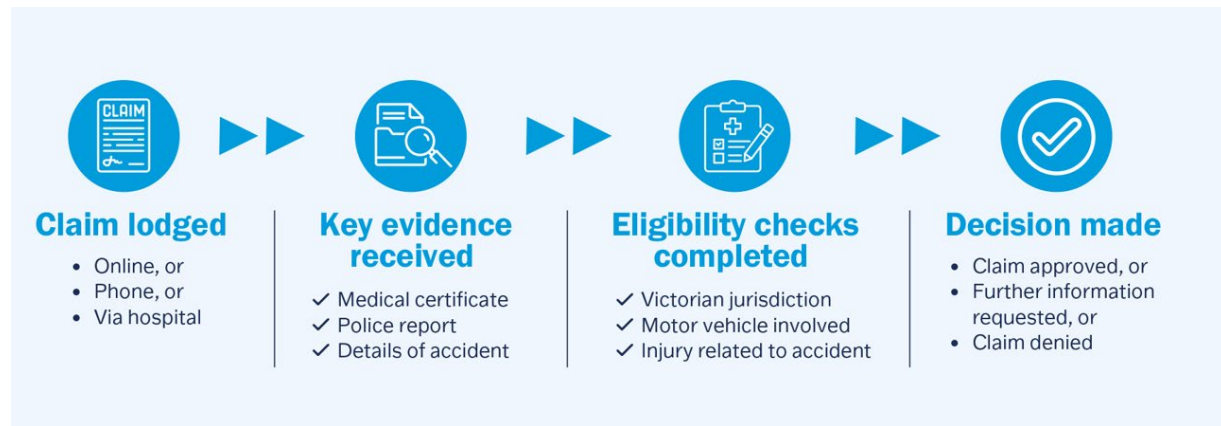 CLAIM
Claim lodged
• Online, or
• Phone, or
• Via hospital
Key evidence
received
✓ Medical certificate
✓ Police report
✓ Details of accident
Eligibility checks
completed
✓ Victorian jurisdiction
✓ Motor vehicle involved
✓ Injury related to accident
Decision made
• Claim approved, or
• Further information
requested, or
• Claim denied